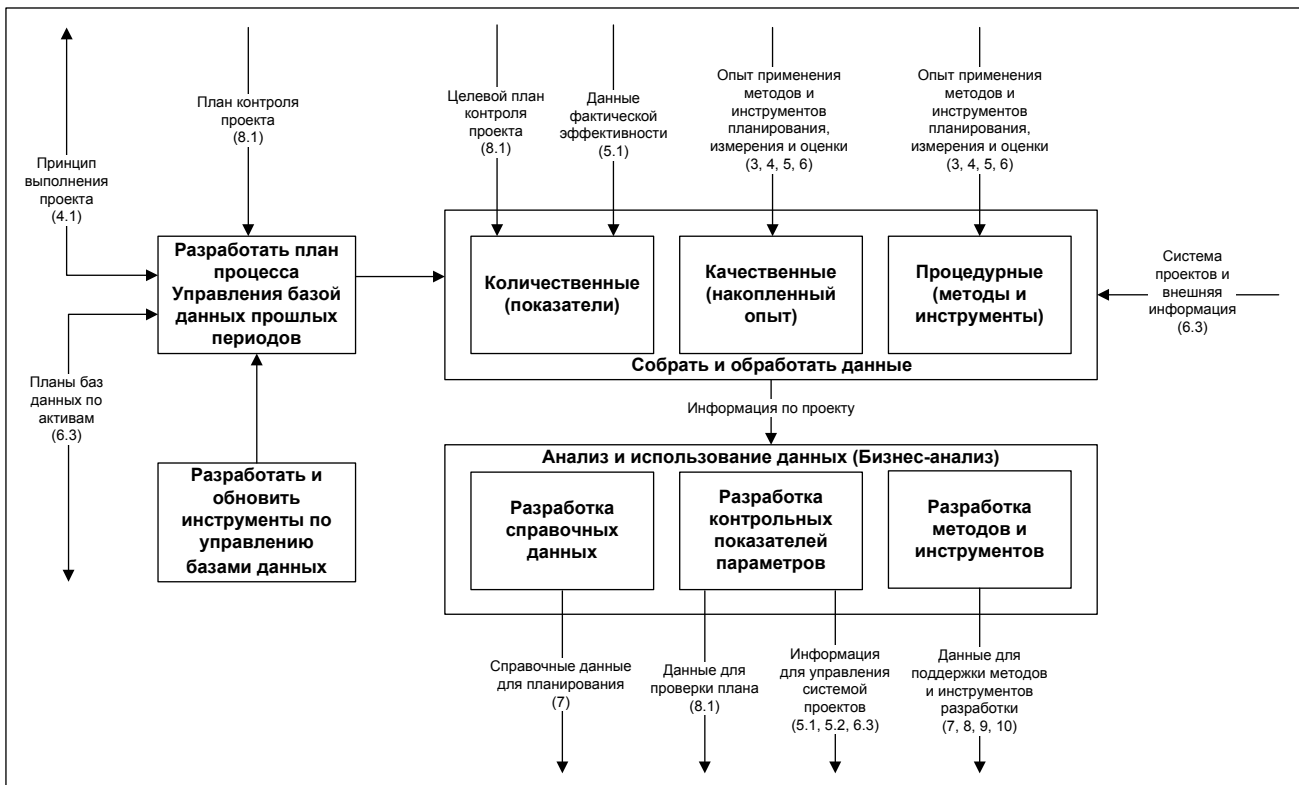 План контроля
проекта
(8.1)
Целевой план
контроля
проекта
(8.1)
Данные
фактической
эффективности
(5.1)
Опыт применения
методов и
инструментов
планирования,
измерения и оценки
(3, 4, 5, 6)
Опыт применения
методов и
инструментов
планирования,
измерения и оценки
(3, 4, 5, 6)
Принцип
выполнения
проекта
(4.1)
Разработать план
процесса
Управления базой
данных прошлых
периодов
Количественные
(показатели)
Качественные
(накопленный
опыт)
Процедурные
(методы и
инструменты)
Собрать и обработать данные
Система
проектов и
внешняя
информация
(6.3)
Планы баз
данных по
активам
(6.3)
Информация по проекту
Разработать и
обновить
инструменты по
управлению
базами данных
Анализ и использование данных (Бизнес-анализ)
Разработка
справочных
данных
Разработка
контрольных
показателей
параметров
Разработка
методов и
инструментов
Справочные данные
для планирования
(7)
Данные для
проверки плана
(8.1)
Информация
для управления
системой
проектов
(5.1, 5.2, 6.3)
Данные для
поддержки методов
и инструментов
разработки
(7, 8, 9, 10)